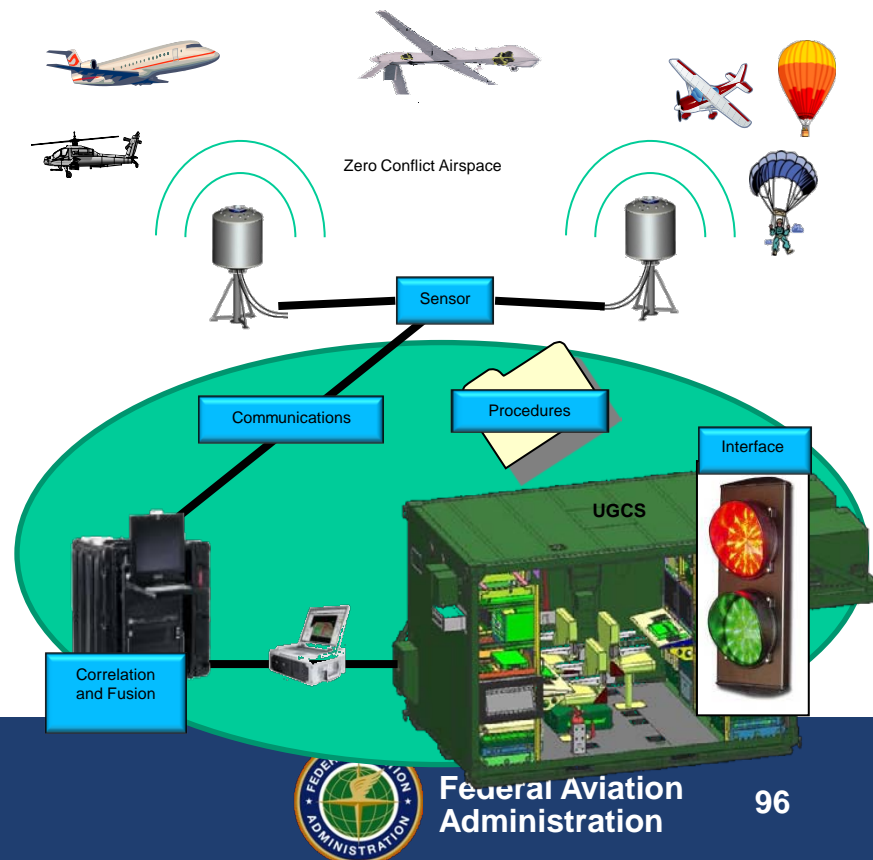 Zero Conflict Airspace
Sensor
Communications
Procedures
Interface
UGCS
Correlation
and Fusion
Federal Aviation
Administration
96